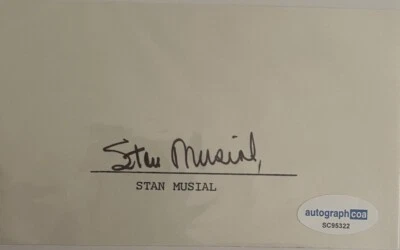 Stan Musial,
STAN MUSIAL
autographcoa
SC95322